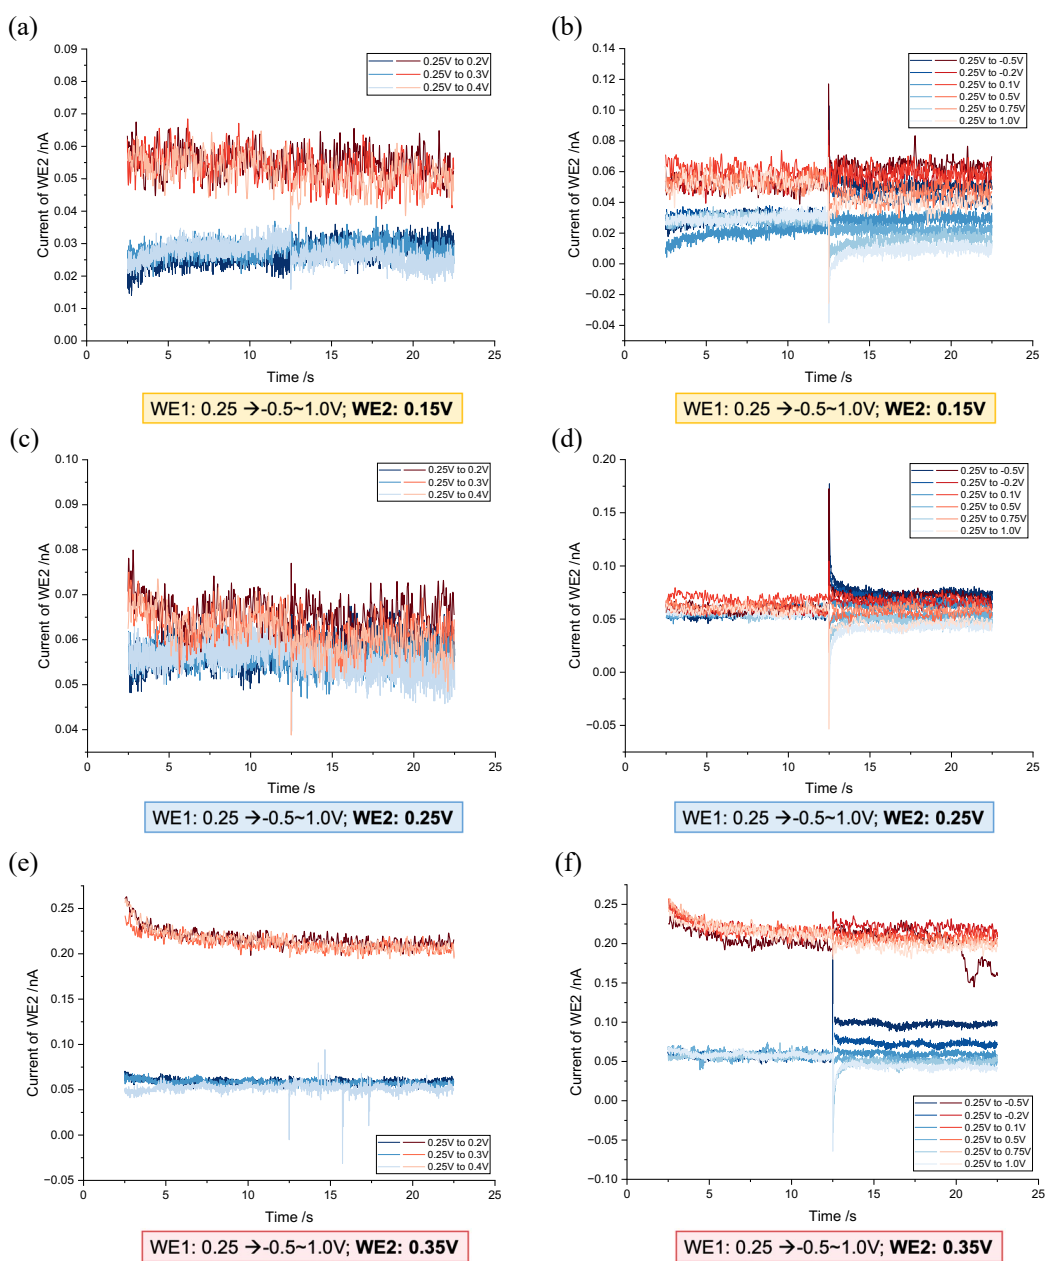 (a)
(b)
0.09
0.08
0.07
0.06
0.05
0.04
0.03
0.02
0.01
0.00
0
5
10
15
20
25
Current of WE2 /nA
Time /s
0.25V to 0.2V
0.25V to 0.3V
0.25V to 0.4V
WE1: 0.25 →-0.5~1.0V; WE2: 0.15V
0.14
0.12
0.10
0.08
0.06
0.04
0.02
0.00
−0.02
−0.04
0
5
10
15
20
25
Current of WE2 /nA
Time /s
0.25V to -0.5V
0.25V to -0.2V
0.25V to 0.1V
0.25V to 0.5V
0.25V to 0.75V
0.25V to 1.0V
WE1: 0.25 →-0.5~1.0V; WE2: 0.15V
(c)
(d)
0.10
0.09
0.08
0.07
0.06
0.05
0.04
0
5
10
15
20
25
Current of WE2 /nA
Time /s
0.25V to 0.2V
0.25V to 0.3V
0.25V to 0.4V
WE1: 0.25 →-0.5~1.0V; WE2: 0.25V
0.20
0.15
0.10
0.05
0.00
−0.05
0
5
10
15
20
25
Current of WE2 /nA
Time /s
0.25V to -0.5V
0.25V to -0.2V
0.25V to 0.1V
0.25V to 0.5V
0.25V to 0.75V
0.25V to 1.0V
WE1: 0.25 →-0.5~1.0V; WE2: 0.25V
(e)
(f)
0.25
0.20
0.15
0.10
0.05
0.00
−0.05
0
5
10
15
20
25
Current of WE2 /nA
Time /s
0.25V to 0.2V
0.25V to 0.3V
0.25V to 0.4V
WE1: 0.25 →-0.5~1.0V; WE2: 0.35V
0.25
0.20
0.15
0.10
0.05
0.00
−0.05
−0.10
0
5
10
15
20
25
Current of WE2 /nA
Time /s
0.25V to -0.5V
0.25V to -0.2V
0.25V to 0.1V
0.25V to 0.5V
0.25V to 0.75V
0.25V to 1.0V
WE1: 0.25 →-0.5~1.0V; WE2: 0.35V